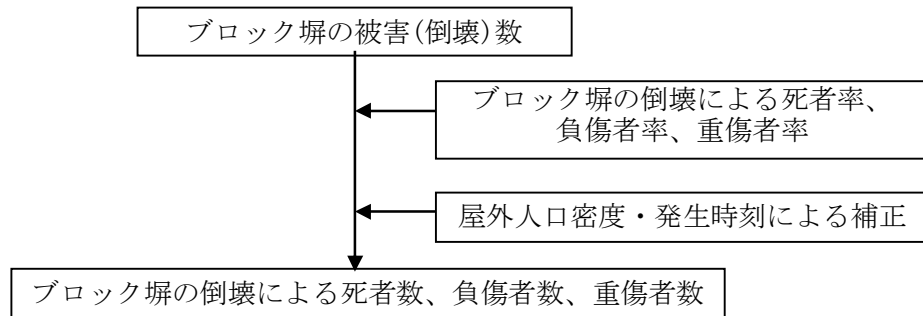 ブロック塀の被害(倒壊)数
ブロック塀の倒壊による死者率、
負傷者率、重傷者率
屋外人口密度・発生時刻による補正
ブロック塀の倒壊による死者数、負傷者数、重傷者数